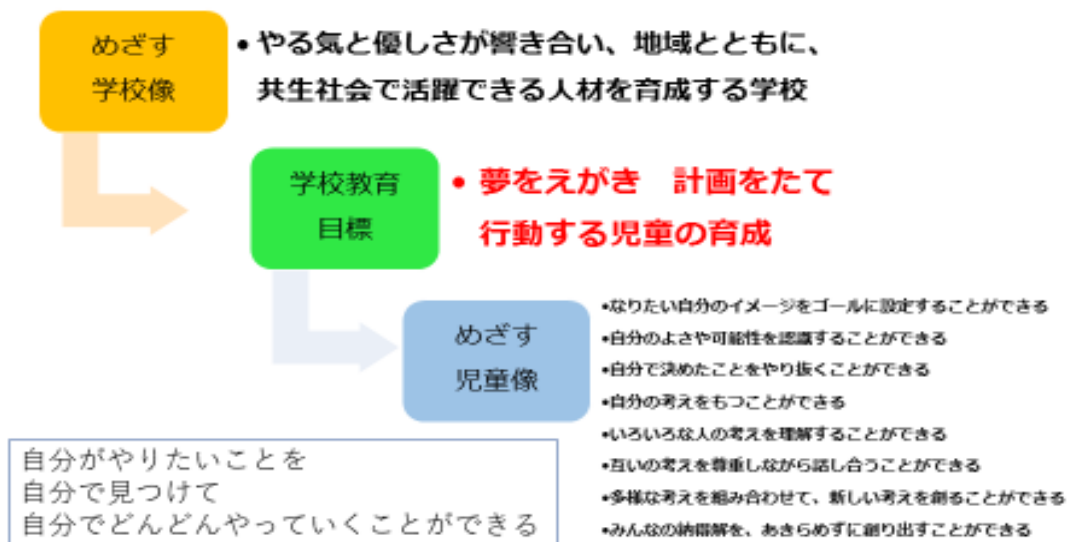 めざす
学校像
• やる気と優しさが響き合い、地域とともに、
共生社会で活躍できる人材を育成する学校
学校教育
目標
• 夢をえがき　計画をたて
行動する児童の育成
めざす
児童像
•なりたい自分のイメージをゴールに設定することができる
•自分のよさや可能性を認識することができる
•自分で決めたことをやり抜くことができる
•自分の考えをもつことができる
•いろいろな人の考えを理解することができる
•互いの考えを尊重しながら話し合うことができる
•多様な考えを組み合わせて、新しい考えを創ることができる
•みんなの納得解を、あきらめずに創り出すことができる
自分がやりたいことを
自分で見つけて
自分でどんどんやっていくことができる